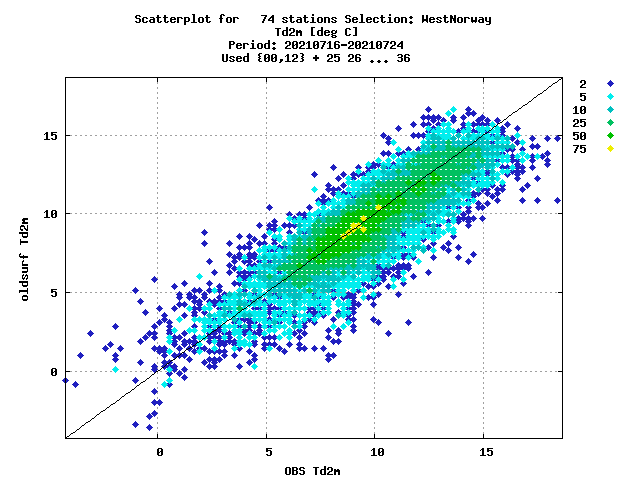 Scatterplot for   74 stations Selection: WestNorway
Td2m [deg C]
Period: 20210716-20210724
Used {00,12} + 25 26 ... 36
2
5
10
25
50
75
15
10
5
0
oldsurf Td2m
0 5 10 15
OBS Td2m